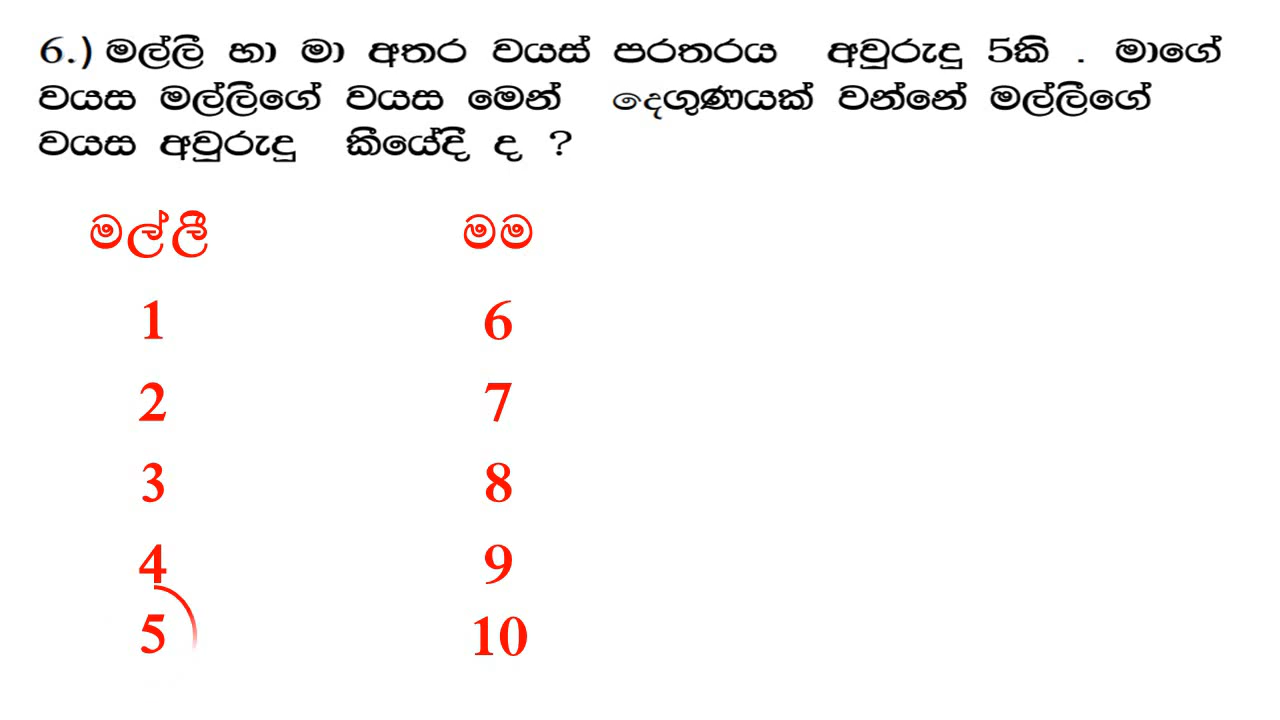 6.) මල්ලී හා මා අතර වයස් පරතරය අවුරුදු 5කි . මාගේ
වයස මල්ලීගේ වයස මෙන් දෙගුණයක් වන්නේ මල්ලීගේ
වයස අවුරුදු කීයේදී ද ?
මල්ලී මම
1 6
2 7
3 8
4 9
5 10